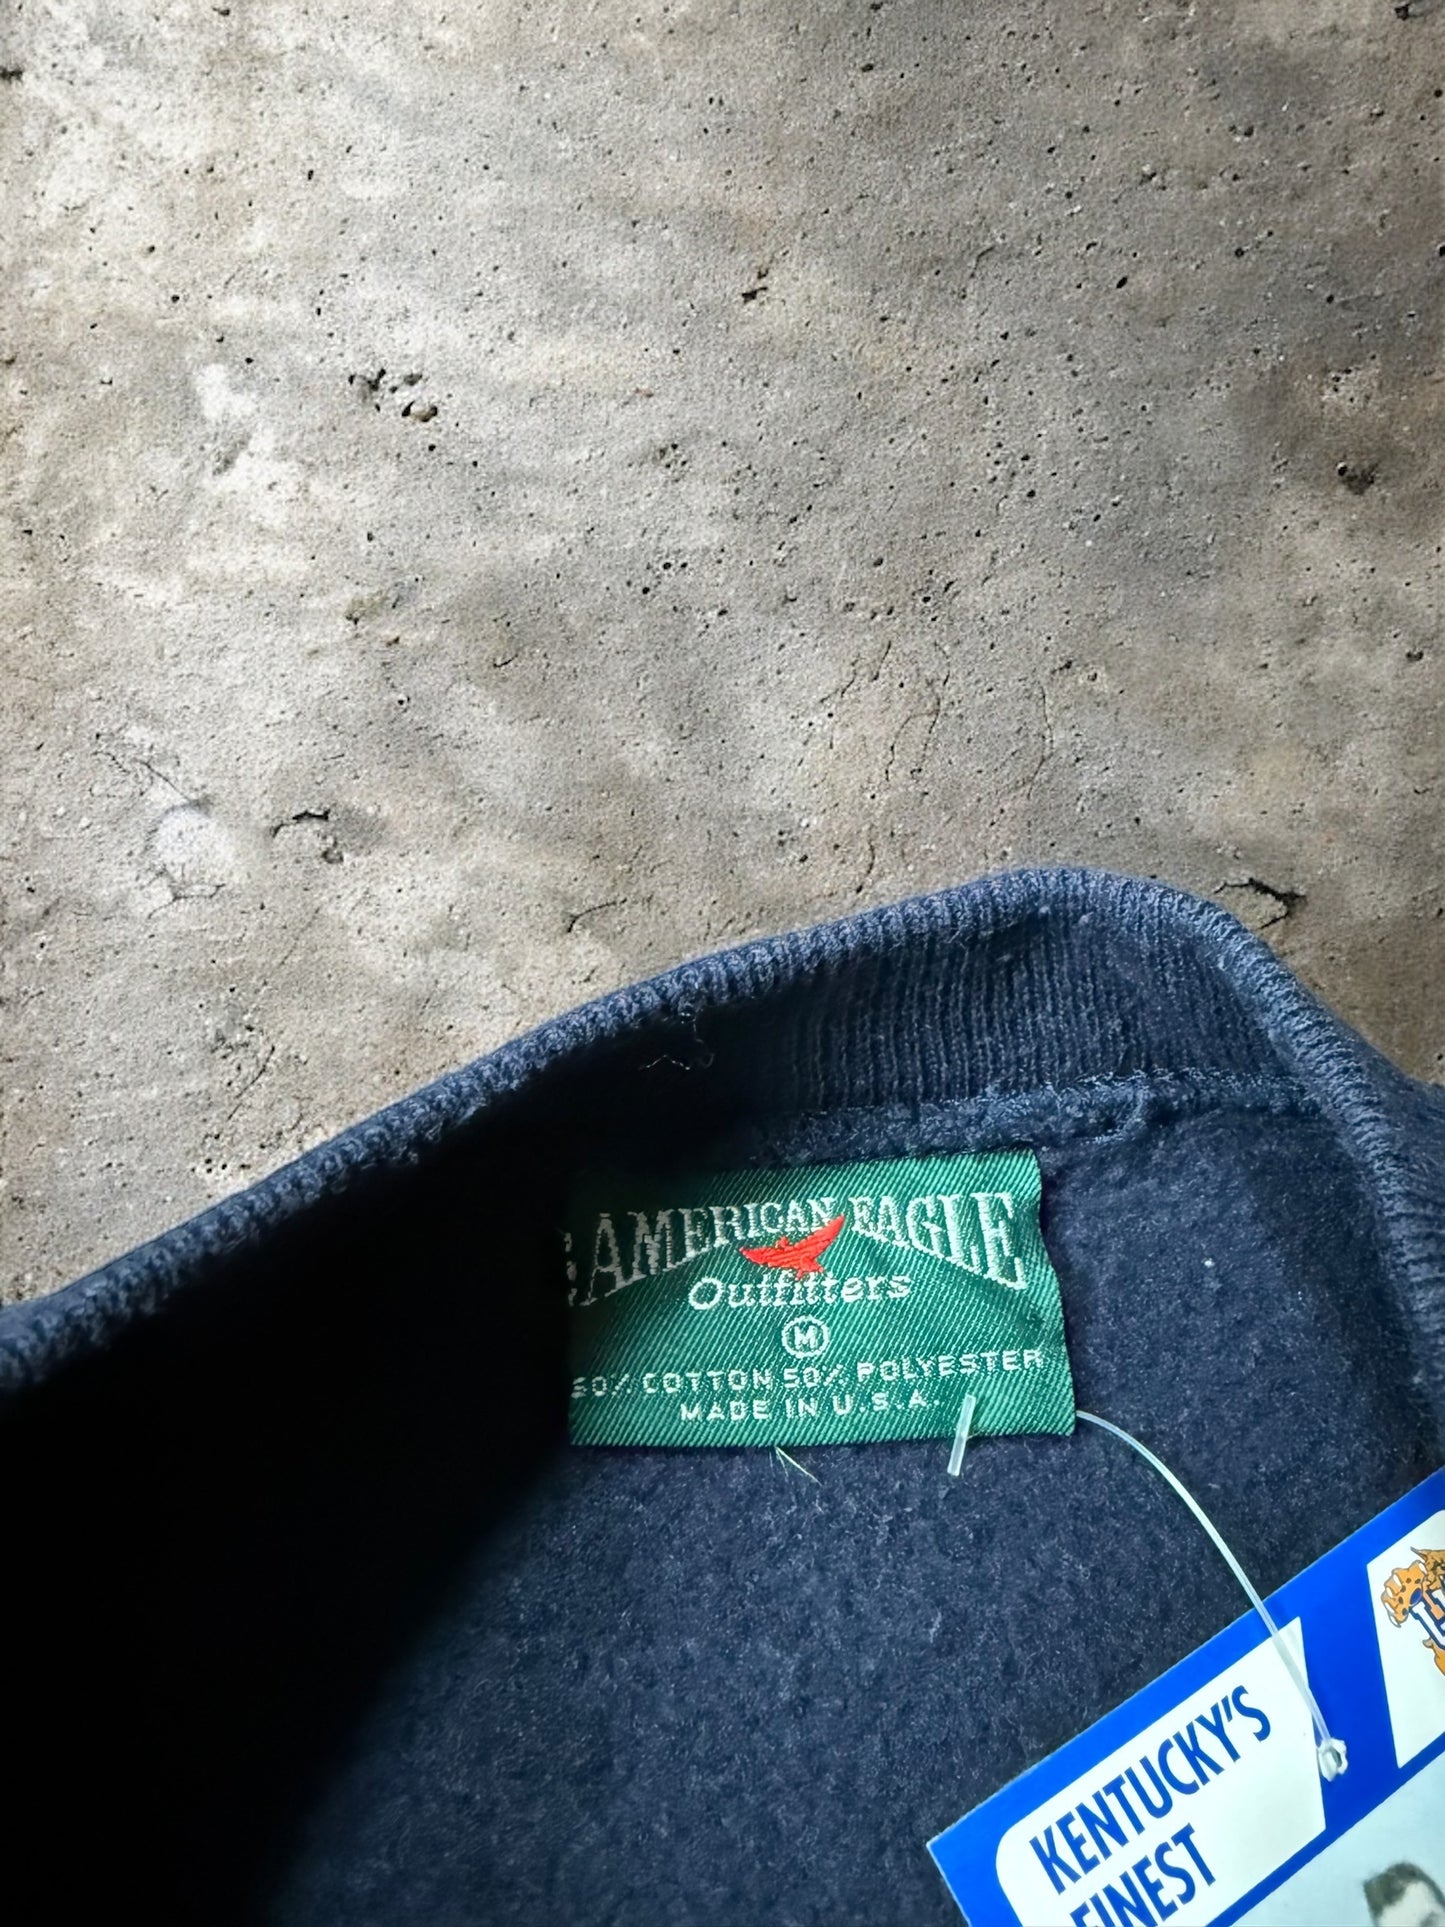 AMERICAN EAGLE
Outfitters
M
50% COTTON 50% POLYESTER
MADE IN U.S.A.
KENTUCKY'S
FINEST